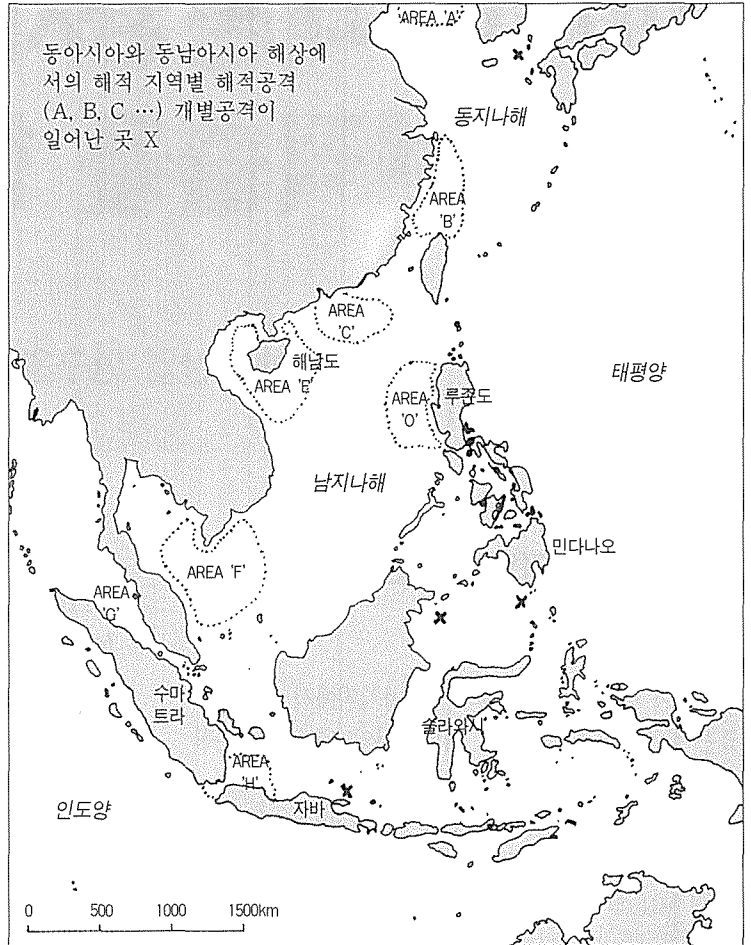 동아시아와 동남아시아 해상에
서의 해적 지역별 해적공격
(A, B, C …) 개별공격이
일어난 곳 X
AREA 'A'
동지나해
AREA
'B'
AREA
'C'
해남도
AREA 'E'
AREA
'O'
루존도
태평양
남지나해
민다나오
AREA 'F'
AREA
'G'
수마
트라
술라와시
AREA
'H'
자바
인도양
0 500 1000 1500km